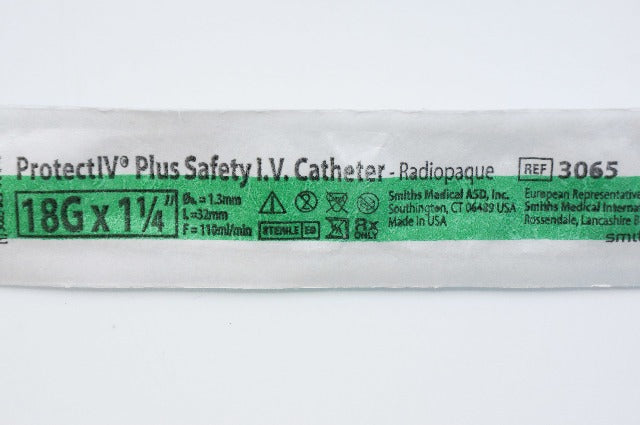 ProtectIV® Plus Safety I.V. Catheter - Radiopaque REF 3065
18G x 1¼"
= 1.3mm
L=32mm
F = 110ml/min
STERILE EO
Rx ONLY
Smiths Medical ASD, Inc.
Southington, CT 06489 USA
Made in USA
European Representative
Smiths Medical Internat
Rossendale, Lancashire
smit